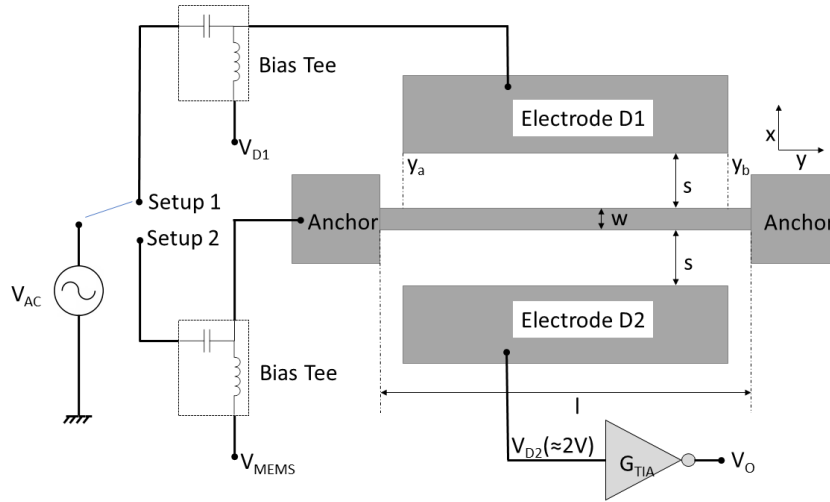 Bias Tee
Electrode D1
x
y
V_D1
y_a
y_b
s
Setup 1
Anchor
w
Anchor
Setup 2
s
V_AC
Electrode D2
Bias Tee
l
V_D2(≈2V)
G_TIA
V_O
V_MEMS